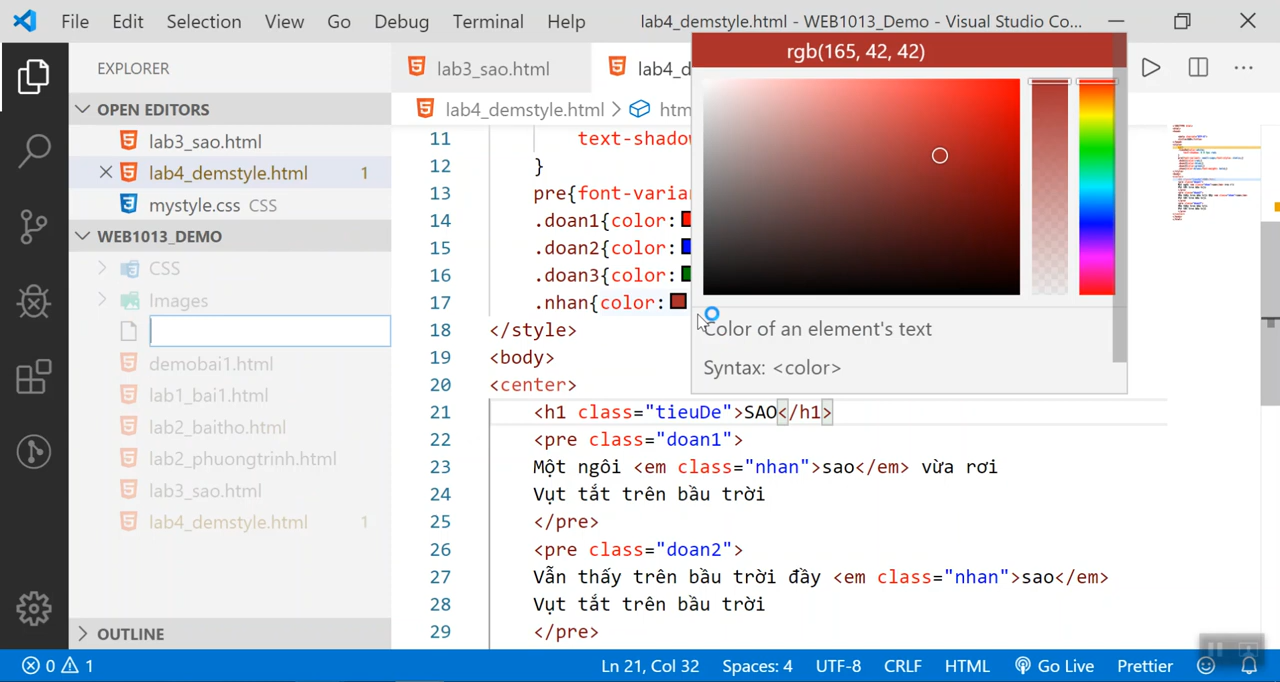 File Edit Selection View Go Debug Terminal Help lab4_demstyle.html - WEB1013_Demo - Visual Studio Co...
EXPLORER
OPEN EDITORS
lab3_sao.html
lab4_demstyle.html 1
mystyle.css CSS
WEB1013_DEMO
CSS
Images
demobai1.html
lab1_bai1.html
lab2_baitho.html
lab2_phuongtrinh.html
lab3_sao.html
lab4_demstyle.html 1
OUTLINE
lab3_sao.html lab4_d
lab4_demstyle.html > htm
rgb(165, 42, 42)
Color of an element's text
Syntax: <color>
11 text-shadow
12 }
13 pre{font-varian
14 .doan1{color:
15 .doan2{color:
16 .doan3{color:
17 .nhan{color:
18 </style>
19 <body>
20 <center>
21 <h1 class="tieuDe">SAO</h1>
22 <pre class="doan1">
23 Một ngôi <em class="nhan">sao</em> vừa rơi
24 Vụt tắt trên bầu trời
25 </pre>
26 <pre class="doan2">
27 Vẫn thấy trên bầu trời đầy <em class="nhan">sao</em>
28 Vụt tắt trên bầu trời
29 </pre>
0 1 Ln 21, Col 32 Spaces: 4 UTF-8 CRLF HTML Go Live Prettier